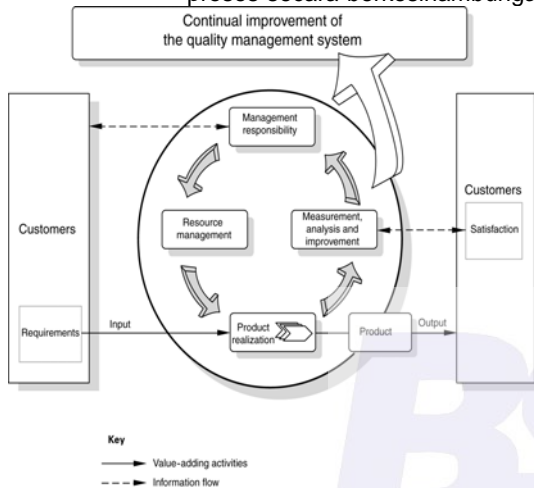 Continual improvement of
the quality management system
Management
responsibility
Customers
Resource
management
Measurement,
analysis and
improvement
Customers
Satisfaction
Requirements
Input
Product
realization
Product
Output
Key
Value-adding activities
Information flow